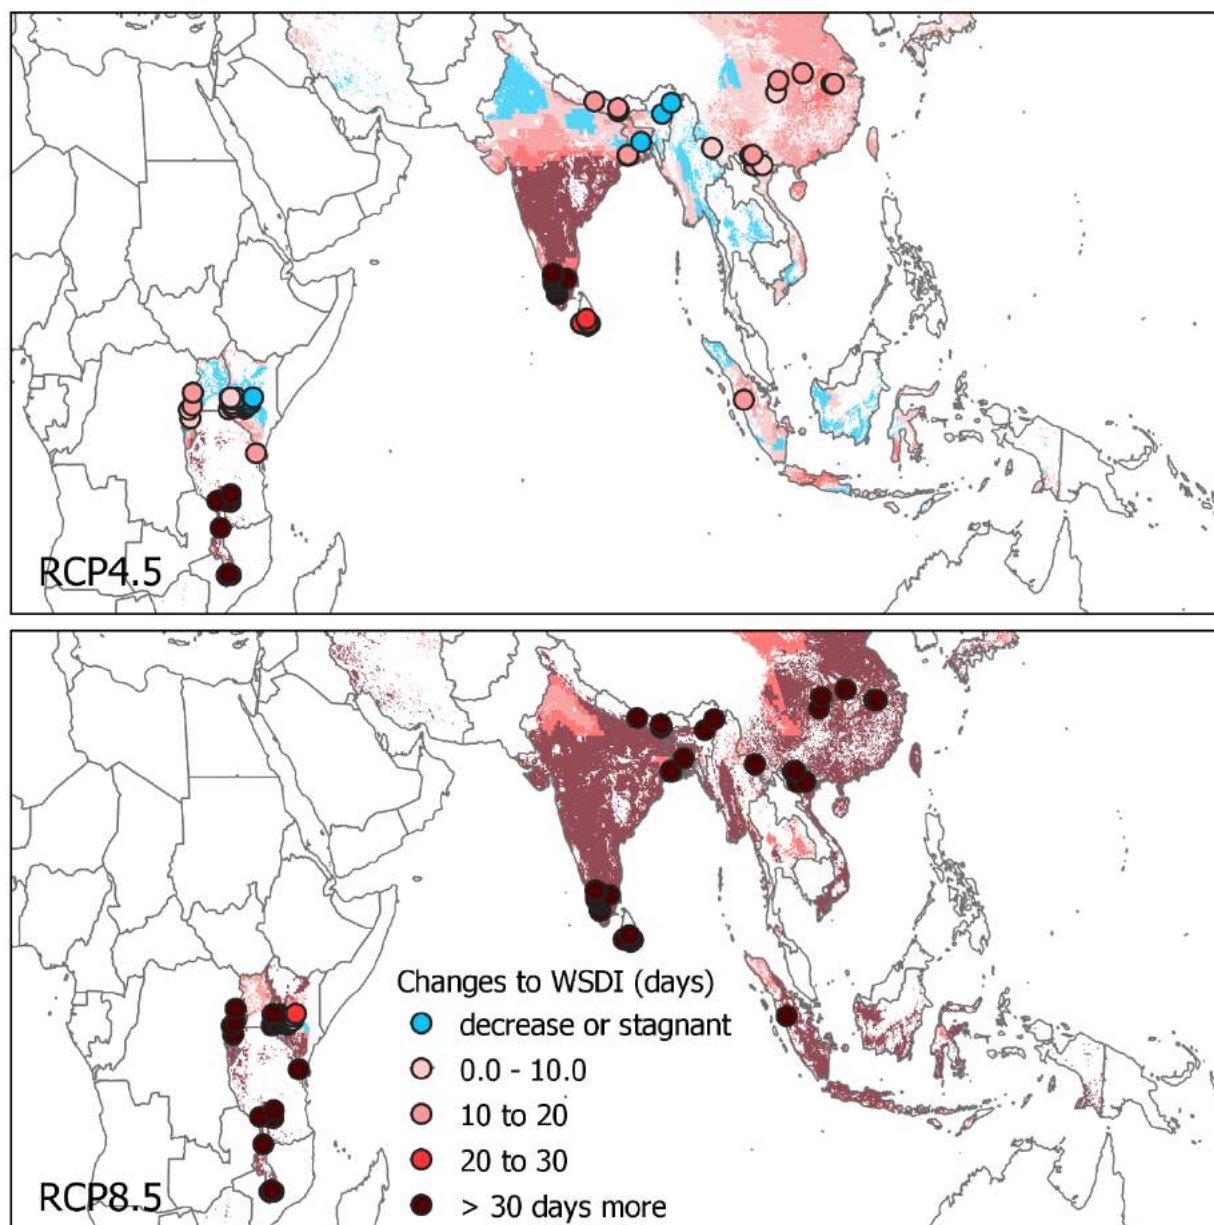 RCP4.5
Changes to WSDI (days)
decrease or stagnant
0.0 - 10.0
10 to 20
20 to 30
> 30 days more
RCP8.5